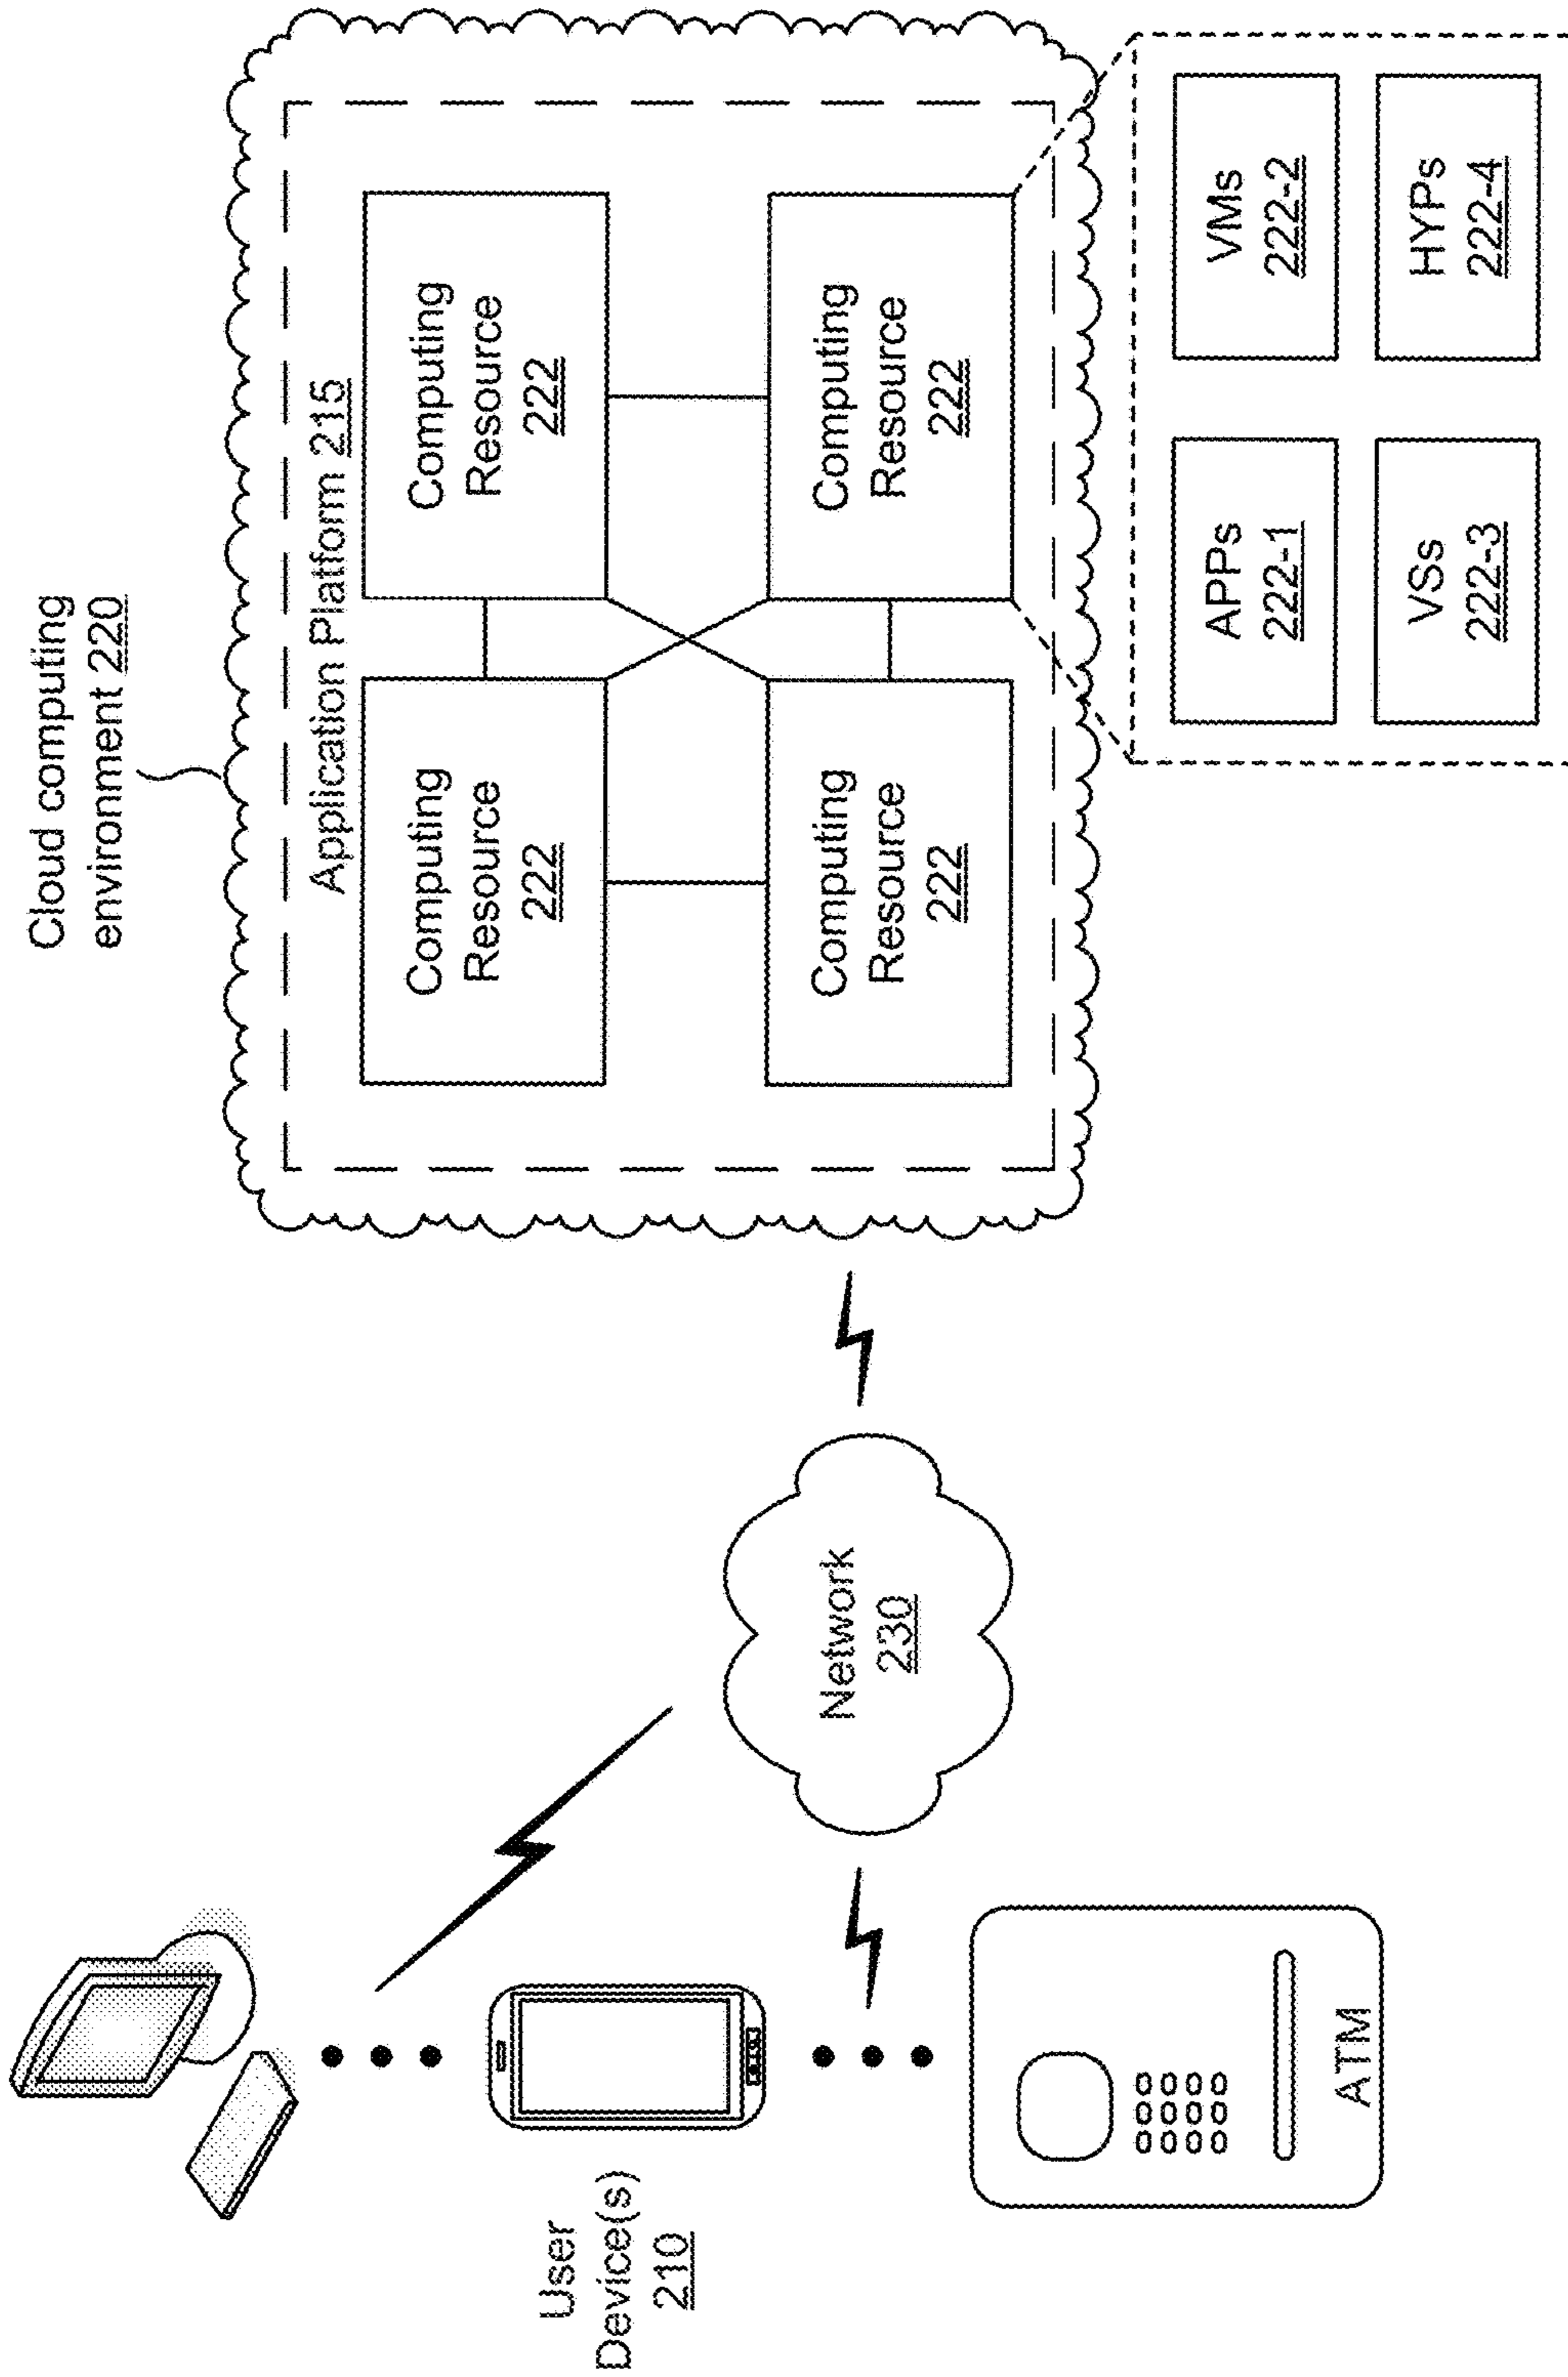 Cloud computing
environment 220
Application Platform 215
Computing
Resource
222
Computing
Resource
222
Computing
Resource
222
Computing
Resource
222
User
Device(s)
210
Network
230
ATM
APPs
222-1
VMs
222-2
VSs
222-3
HYPs
222-4